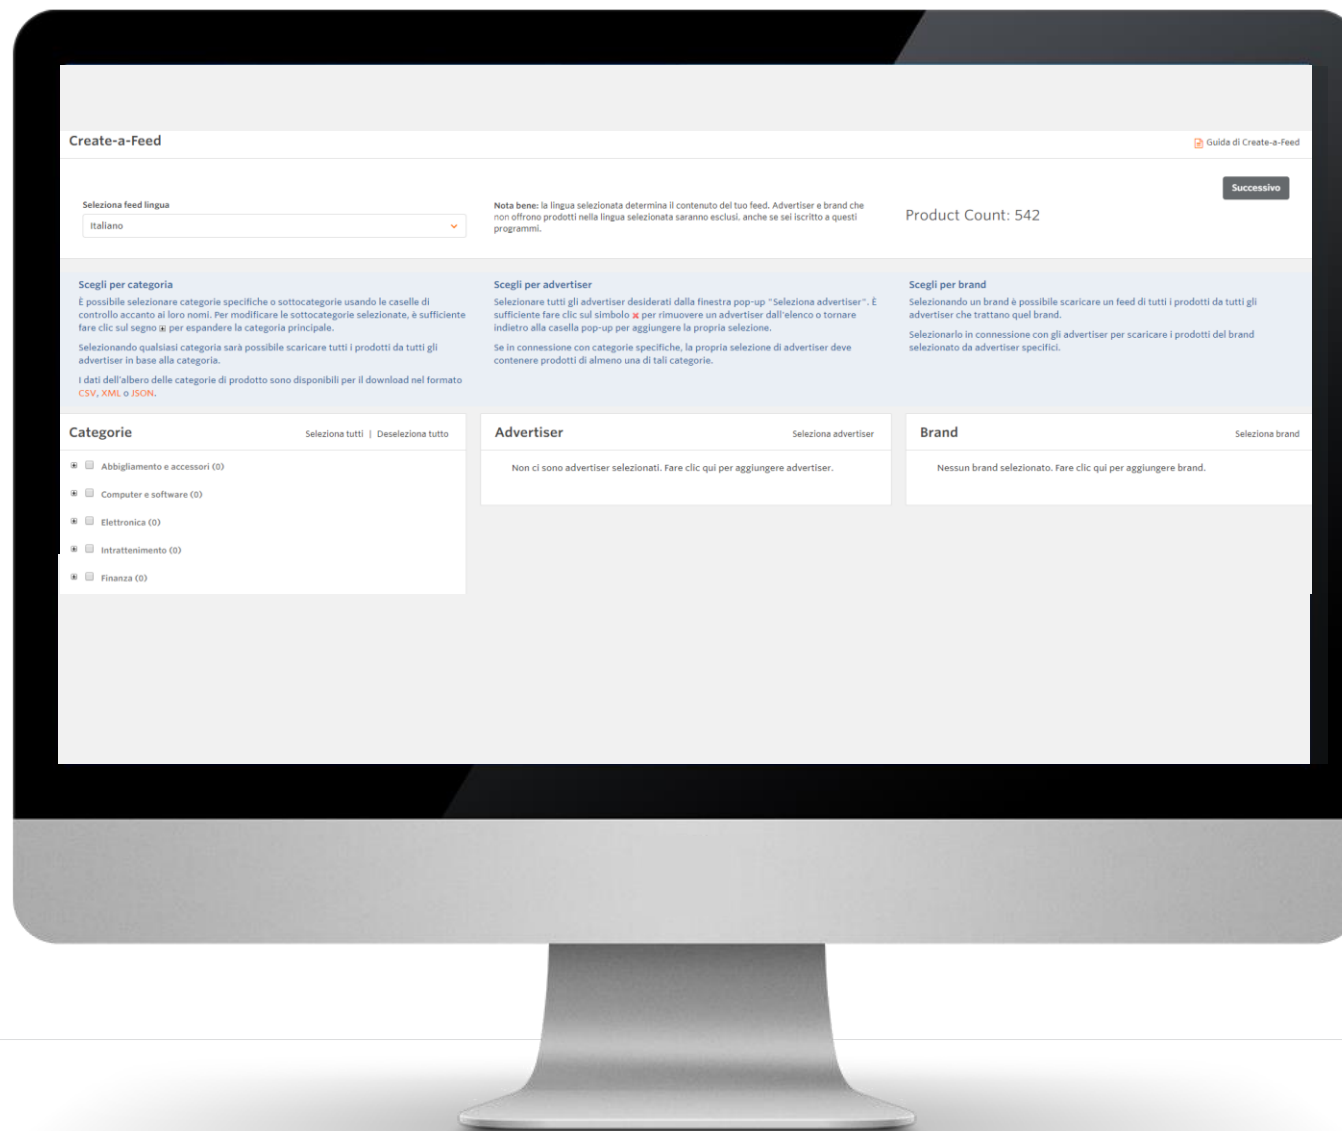 Create-a-Feed
Guida di Create-a-Feed
Successivo
Seleziona feed lingua
Italiano
Nota bene: la lingua selezionata determina il contenuto del tuo feed. Advertiser e brand che
non offrono prodotti nella lingua selezionata saranno esclusi. anche se sei iscritto a questi
programmi.
Product Count: 542
Scegli per categoria
È possibile selezionare categorie specifiche o sottocategorie usando le caselle di
controllo accanto ai loro nomi. Per modificare le sottocategorie selezionate, è sufficiente
fare clic sul segno per espandere la categoria principale.
Selezionando qualsiasi categoria sarà possibile scaricare tutti i prodotti da tutti gli
advertiser in base alla categoria.
I dati dell'albero delle categorie di prodotto sono disponibili per il download nel formato
CSV, XML o JSON.
Scegli per advertiser
Selezionare tutti gli advertiser desiderati dalla finestra pop-up "Seleziona advertiser". È
sufficiente fare clic sul simbolo per rimuovere un advertiser dall'elenco o tornare
indietro alla casella pop-up per aggiungere la propria selezione.
Se in connessione con categorie specifiche, la propria selezione di advertiser deve
contenere prodotti di almeno una di tali categorie.
Scegli per brand
Selezionando un brand è possibile scaricare un feed di tutti i prodotti da tutti gli
advertiser che trattano quel brand.
Selezionarlo in connessione con gli advertiser per scaricare i prodotti del brand
selezionato da advertiser specifici.
Categorie
Seleziona tutti | Deseleziona tutto
Abbigliamento e accessori (0)
Computer e software (0)
Elettronica (0)
Intrattenimento (0)
Finanza (0)
Advertiser
Seleziona advertiser
Non ci sono advertiser selezionati. Fare clic qui per aggiungere advertiser.
Brand
Seleziona brand
Nessun brand selezionato. Fare clic qui per aggiungere brand.